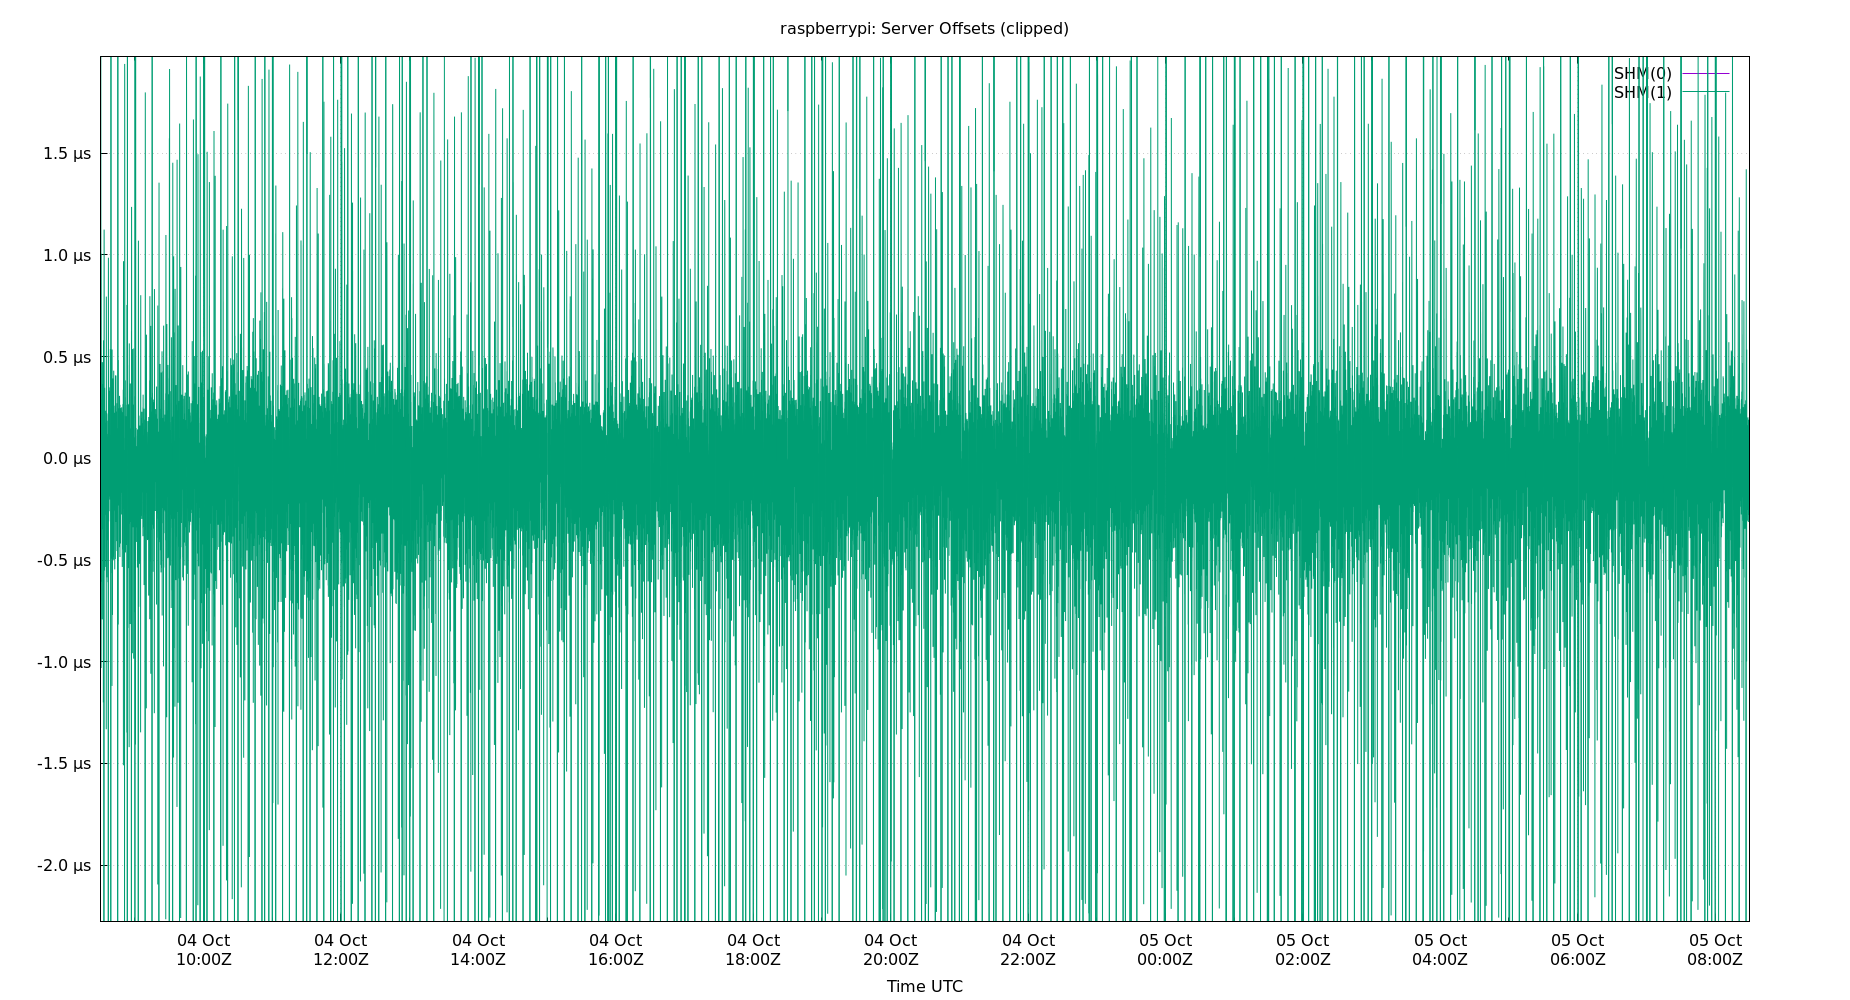 raspberrypi: Server Offsets (clipped)
SHM(0)
SHM(1)
1.5 µs
1.0 µs
0.5 µs
0.0 µs
-0.5 µs
-1.0 µs
-1.5 µs
-2.0 µs
04 Oct 04 Oct 04 Oct 04 Oct 04 Oct 04 Oct 04 Oct 05 Oct 05 Oct 05 Oct 05 Oct 05 Oct
10:00Z 12:00Z 14:00Z 16:00Z 18:00Z 20:00Z 22:00Z 00:00Z 02:00Z 04:00Z 06:00Z 08:00Z
Time UTC